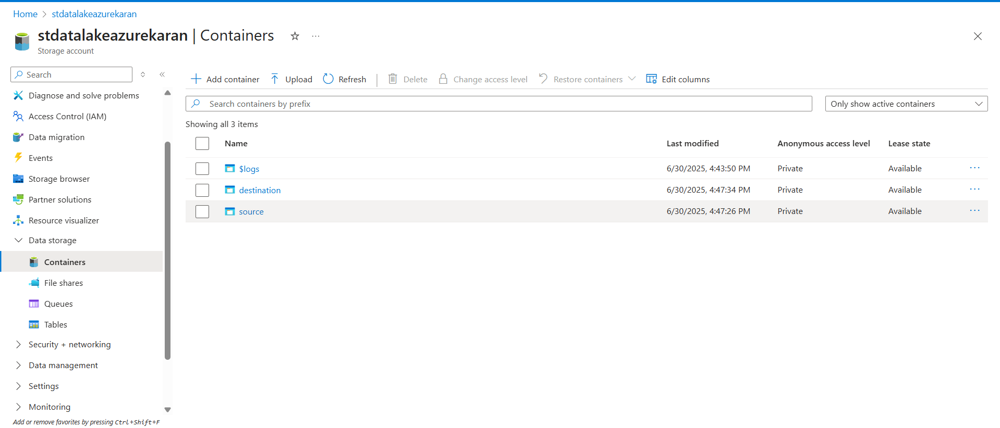 Home > stdatalakeazurekaran
stdatalakeazurekaran | Containers
Storage account
Search
Diagnose and solve problems
Access Control (IAM)
Data migration
Events
Storage browser
Partner solutions
Resource visualizer
Data storage
Containers
File shares
Queues
Tables
Security + networking
Data management
Settings
Monitoring
Add or remove favorites by pressing Ctrl+Shift+F
Add container Upload Refresh Delete Change access level Restore containers Edit columns
Search containers by prefix Only show active containers
Showing all 3 items
Name Last modified Anonymous access level Lease state
$logs 6/30/2025, 4:43:50 PM Private Available
destination 6/30/2025, 4:47:34 PM Private Available
source 6/30/2025, 4:47:26 PM Private Available